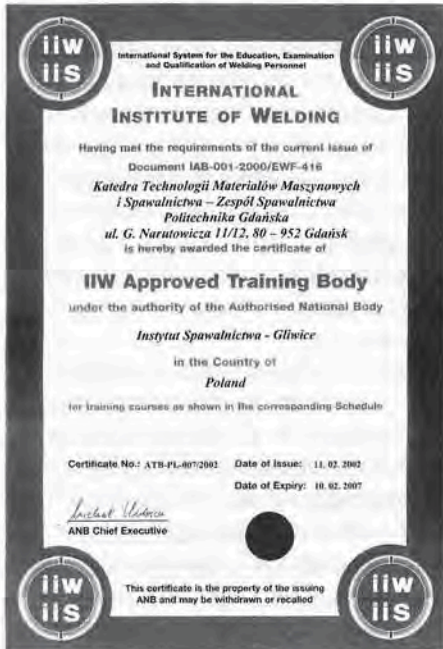 iiw
iis
iiw
iis
International System for the Education, Examination
and Qualification of Welding Personnel
INTERNATIONAL
INSTITUTE OF WELDING
Having met the requirements of the current issue of
Document IAB-001-2000/EWF-416
Katedra Technologii Materiałów Maszynowych
i Spawalnictwa – Zespół Spawalnictwa
Politechnika Gdańska
ul. G. Narutowicza 11/12, 80 – 952 Gdańsk
is hereby awarded the certificate of
IIW Approved Training Body
under the authority of the Authorised National Body
Instytut Spawalnictwa - Gliwice
in the Country of
Poland
for training courses as shown in the corresponding Schedule
Certificate No.: ATB-PL-007/2002 Date of Issue: 11. 02. 2002
Date of Expiry: 10. 02. 2007
ANB Chief Executive
iiw
iis
This certificate is the property of the issuing
ANB and may be withdrawn or recalled
iiw
iis